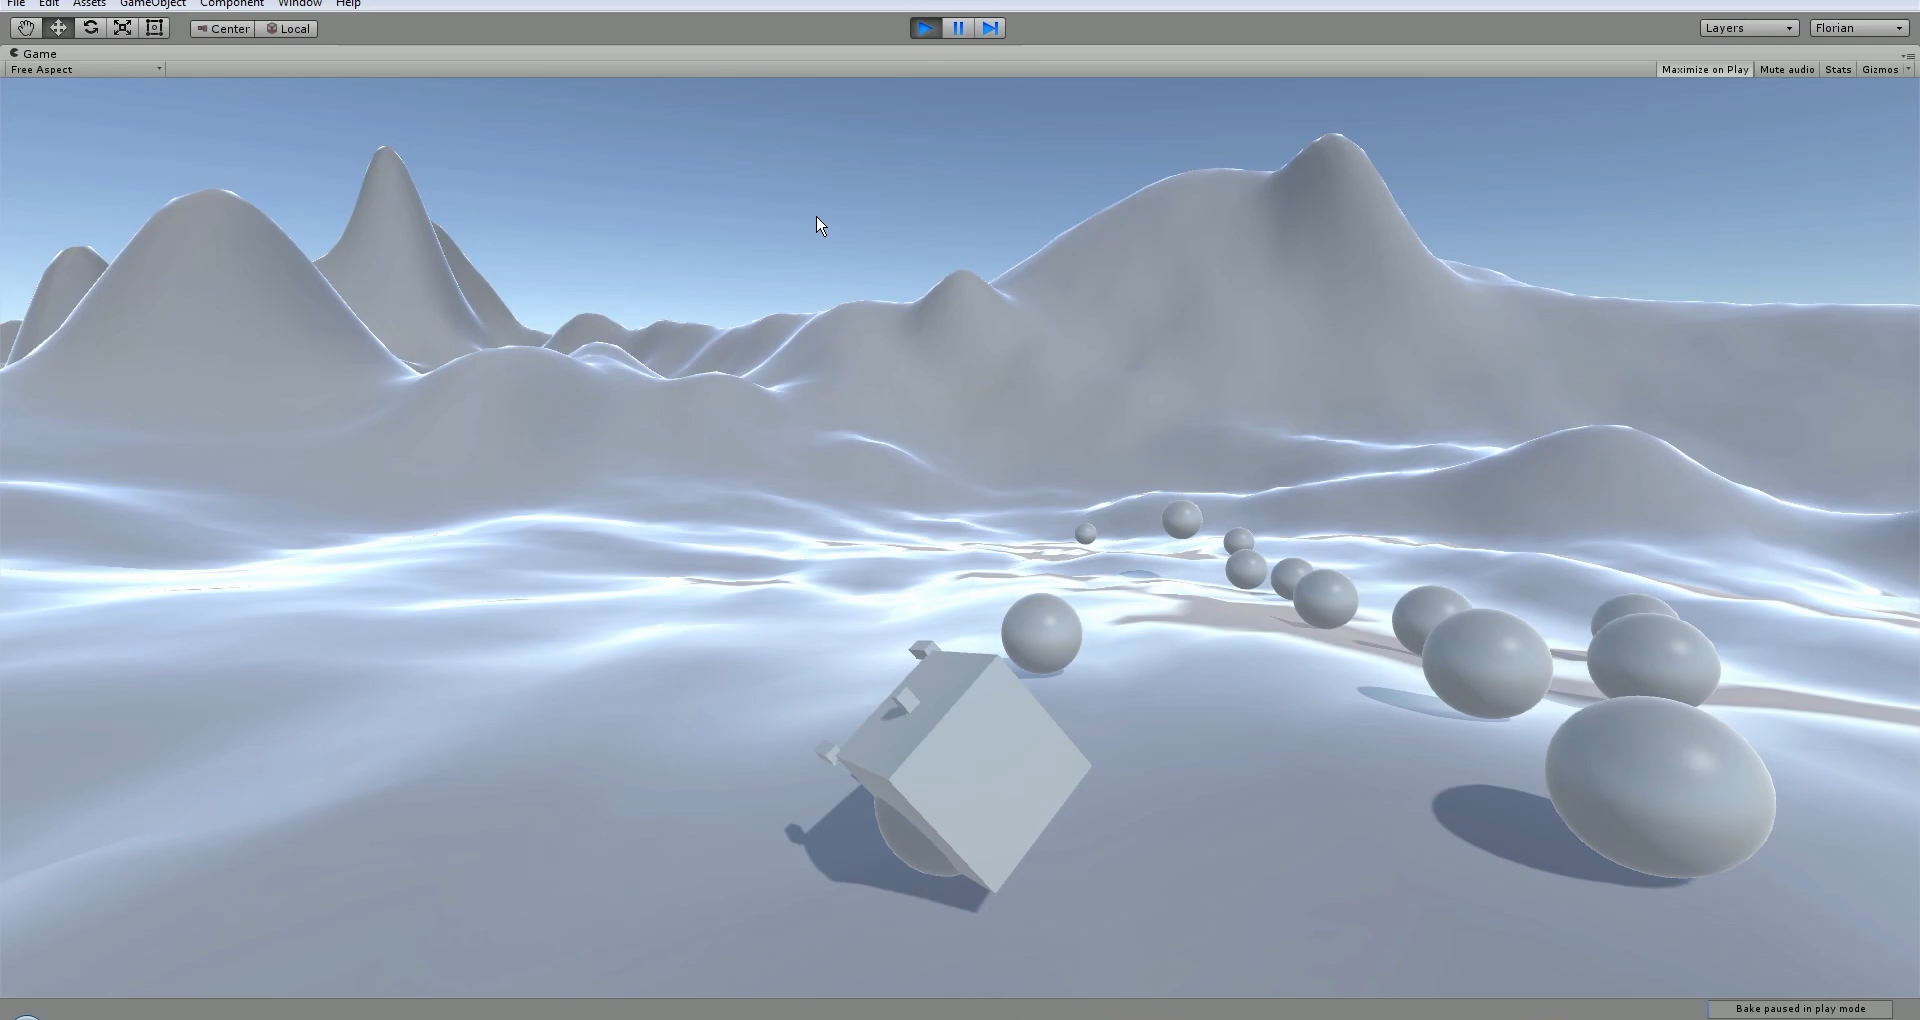 File Edit Assets GameObject Component Window Help
Center Local Layers Florian
Game
Free Aspect Maximize on Play Mute audio Stats Gizmos
Bake paused in play mode